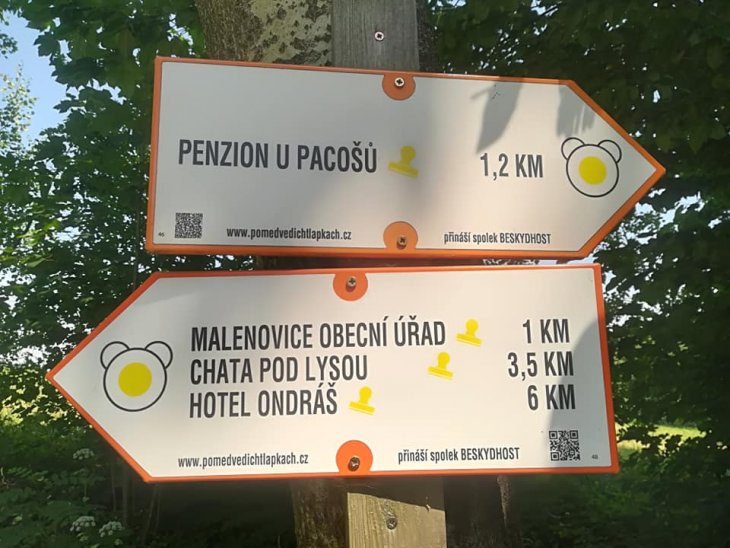 PENZION U PACOŠŮ 1,2 KM
46 www.pomedvedichtlapkach.cz přináší spolek BESKYDHOST
MALENOVICE OBECNÍ ÚŘAD 1 KM
CHATA POD LYSOU 3,5 KM
HOTEL ONDRÁŠ 6 KM
www.pomedvedichtlapkach.cz přináší spolek BESKYDHOST